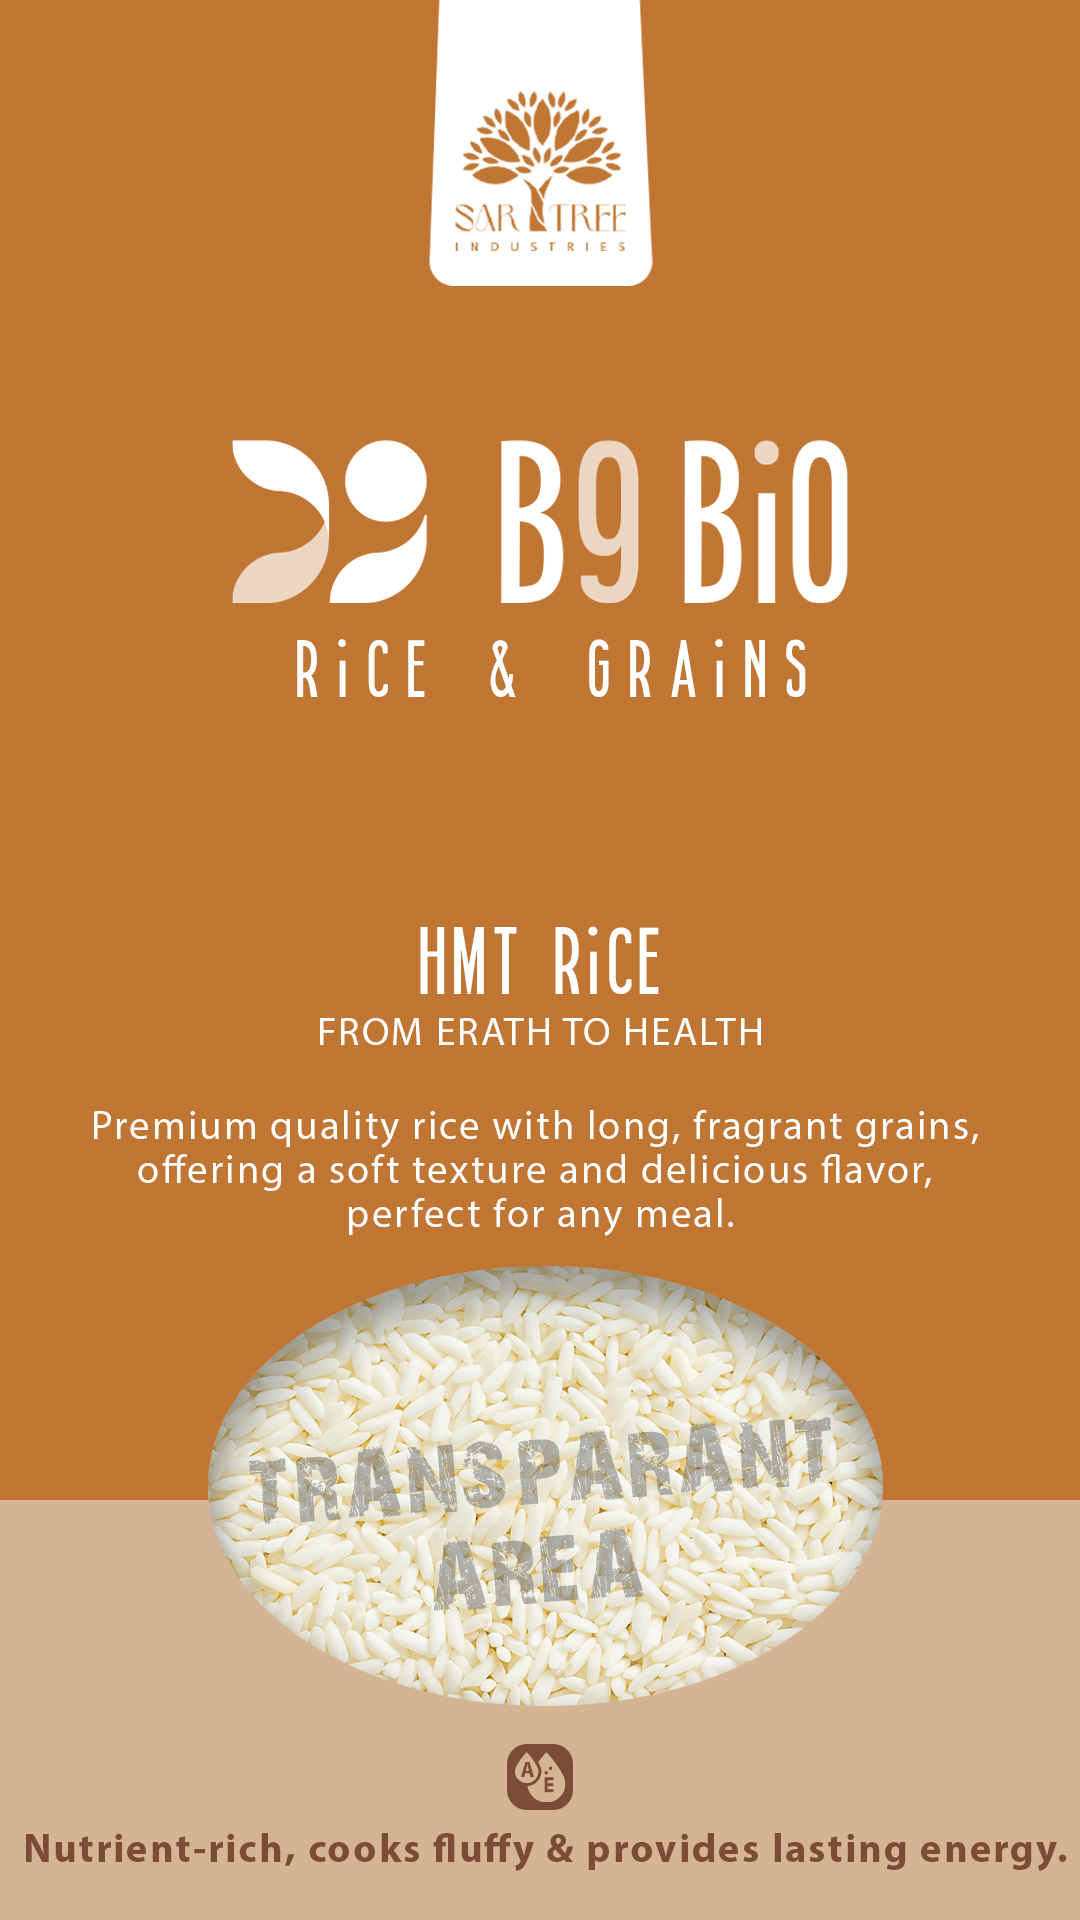 SAR TREE
INDUSTRIES
B9 BiO
RiCE & GRAiNS
HMT RiCE
FROM ERATH TO HEALTH
Premium quality rice with long, fragrant grains,
offering a soft texture and delicious flavor,
perfect for any meal.
TRANSPARANT
AREA
A E
Nutrient-rich, cooks fluffy & provides lasting energy.